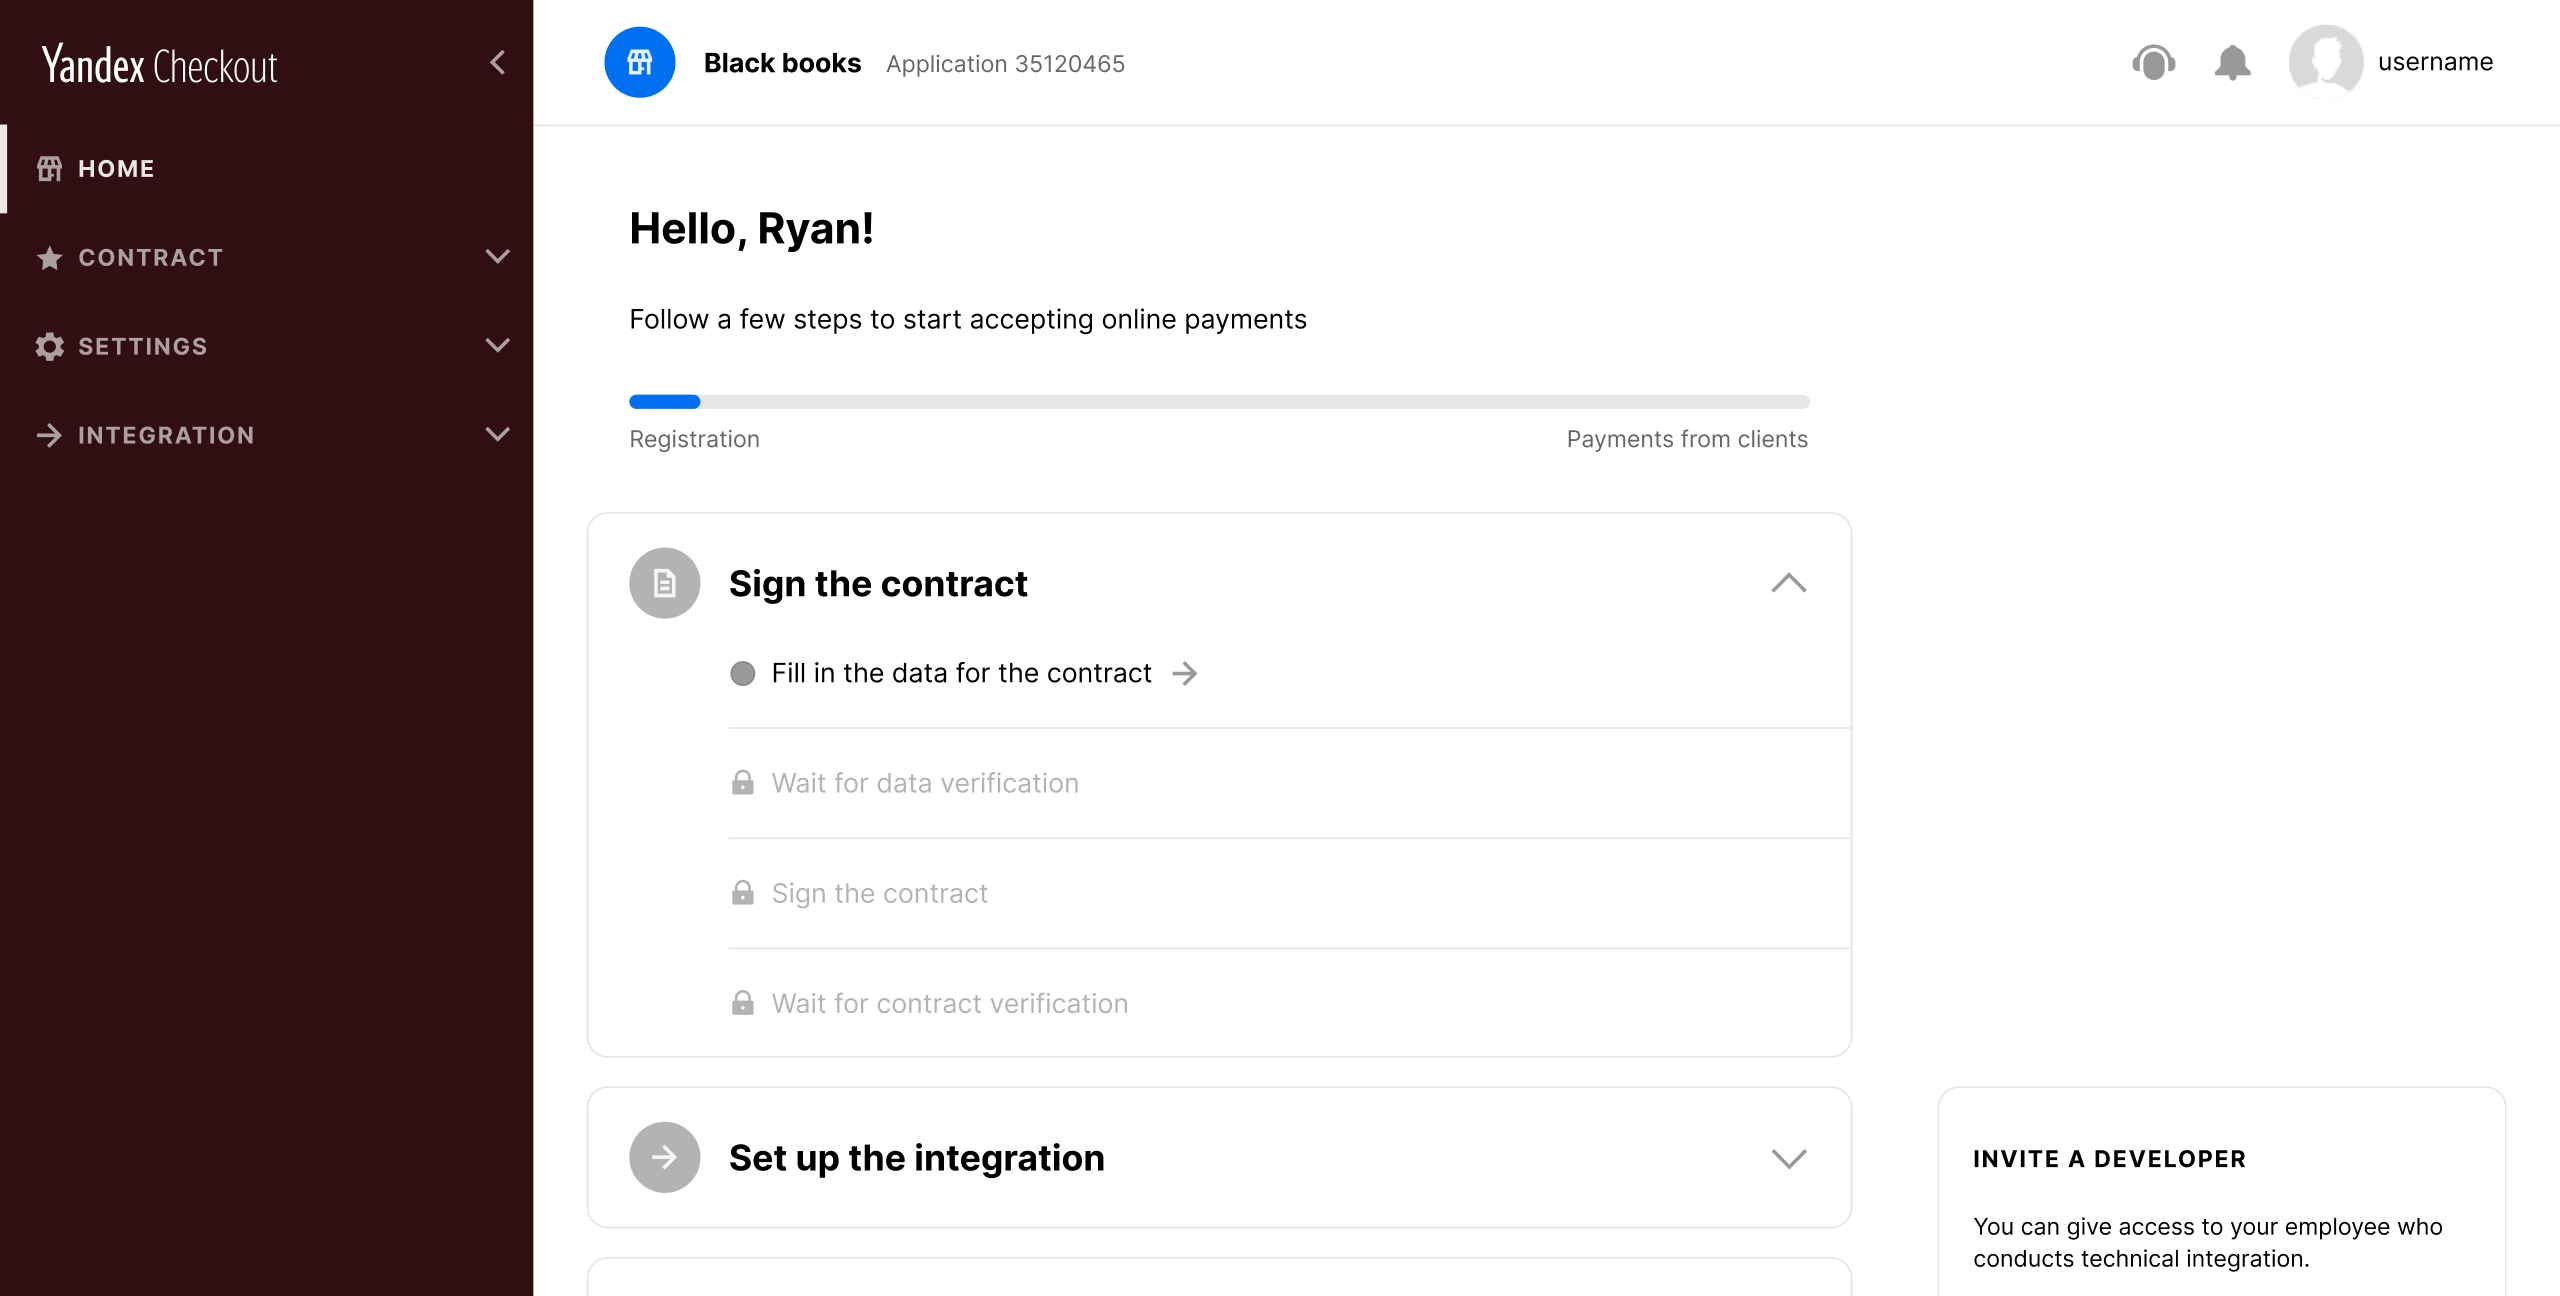 Yandex Checkout
HOME
CONTRACT
SETTINGS
INTEGRATION
Black books Application 35120465
username
Hello, Ryan!
Follow a few steps to start accepting online payments
Registration
Payments from clients
Sign the contract
Fill in the data for the contract
Wait for data verification
Sign the contract
Wait for contract verification
Set up the integration
INVITE A DEVELOPER
You can give access to your employee who
conducts technical integration.